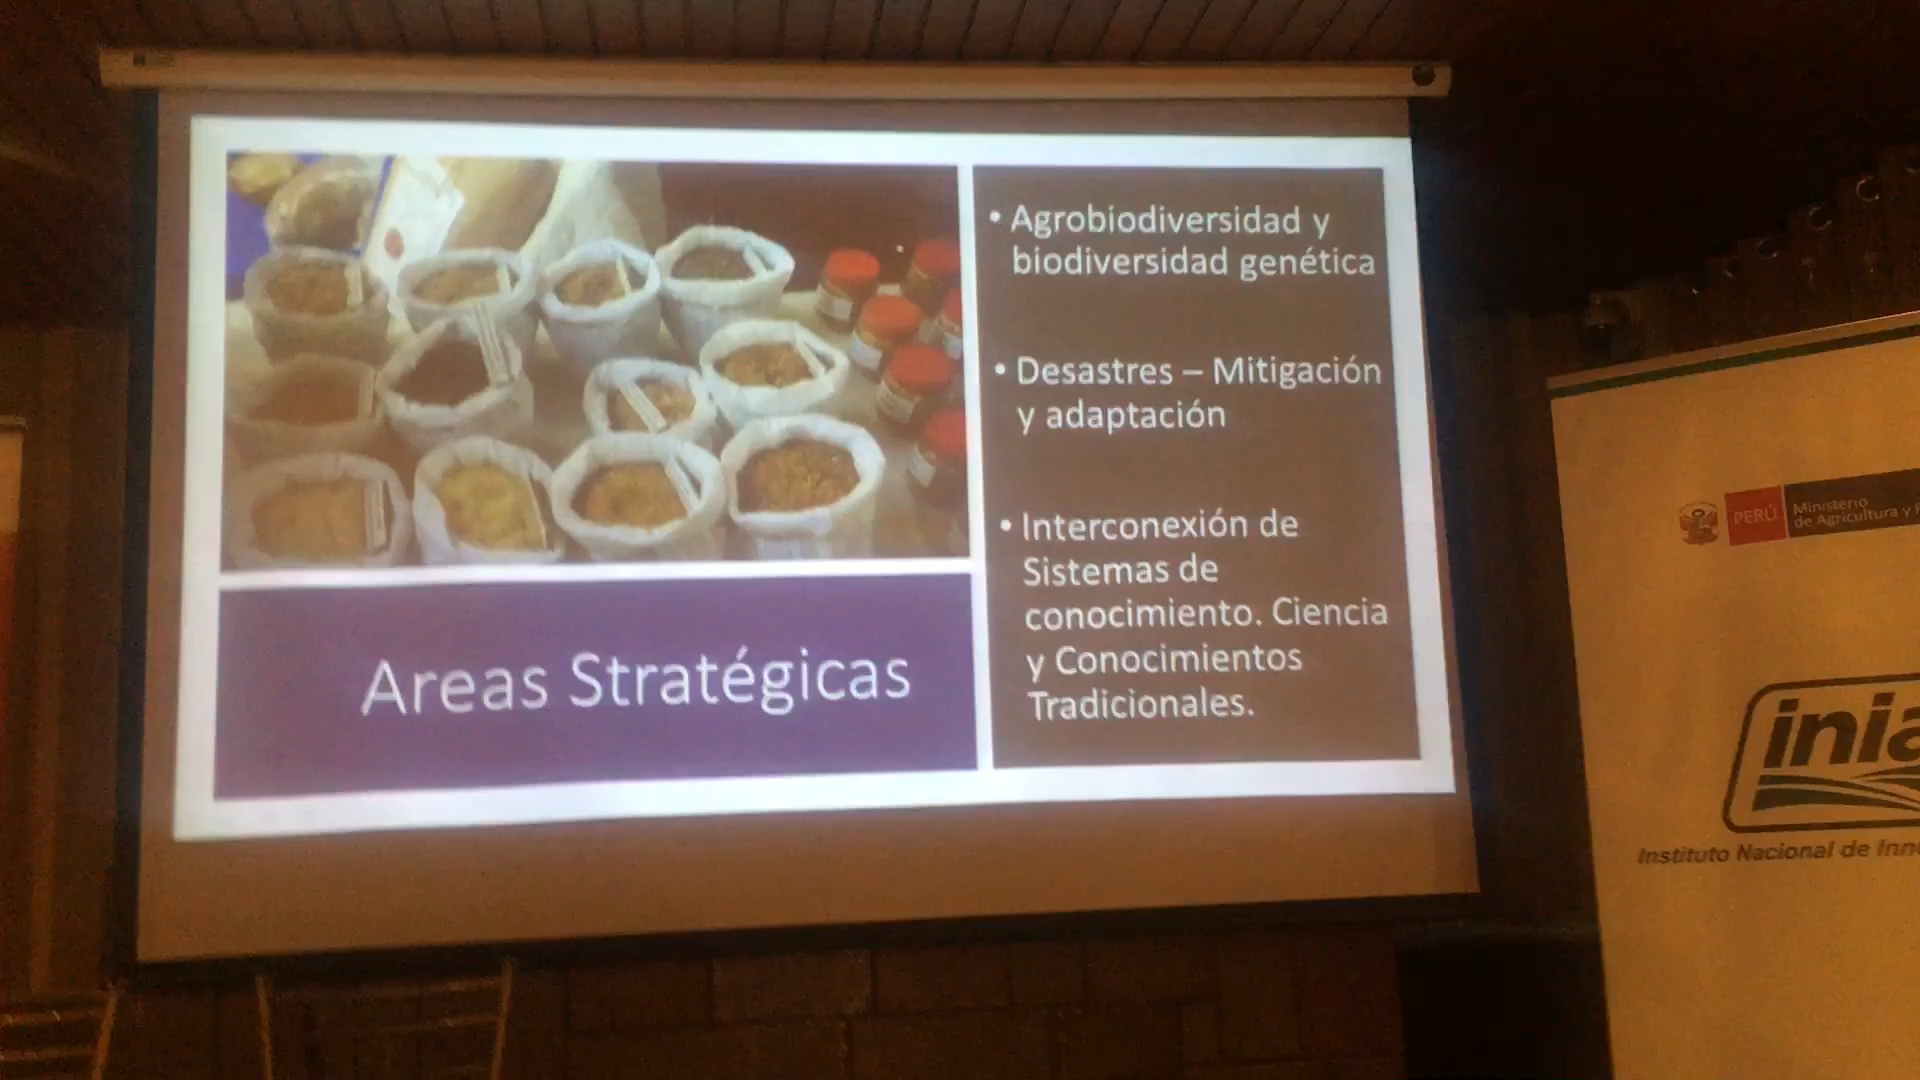 Agrobiodiversidad y
biodiversidad genética
Desastres – Mitigación
y adaptación
Interconexión de
Sistemas de
conocimiento. Ciencia
y Conocimientos
Tradicionales.
Areas Stratégicas
PERÚ
Ministerio
de Agricultura y
inia
Instituto Nacional de